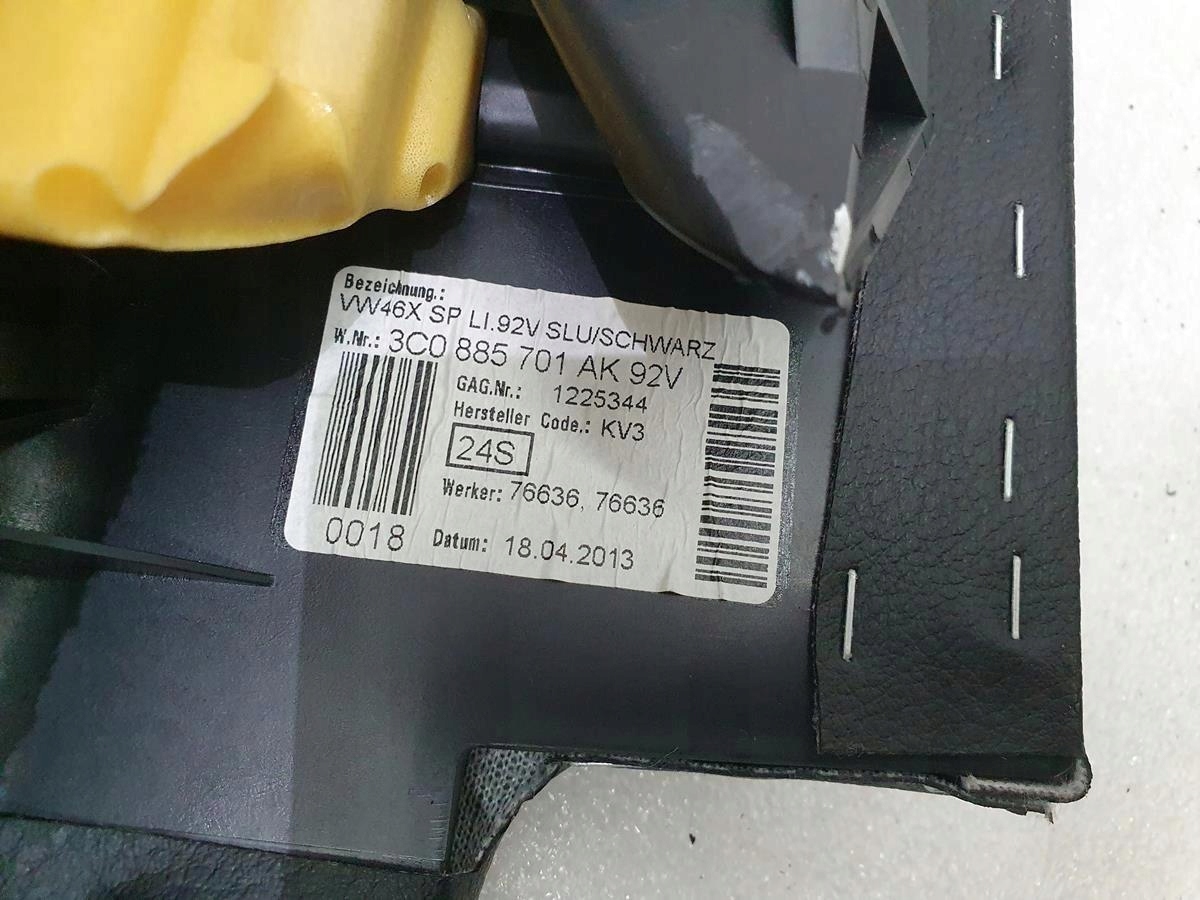 Bezeichnung.:
VW46X SP LI.92V SLU/SCHWARZ
W.Nr.: 3C0 885 701 AK 92V
GAG.Nr.: 1225344
Hersteller Code.: KV3
24S
Werker: 76636, 76636
0018 Datum: 18.04.2013